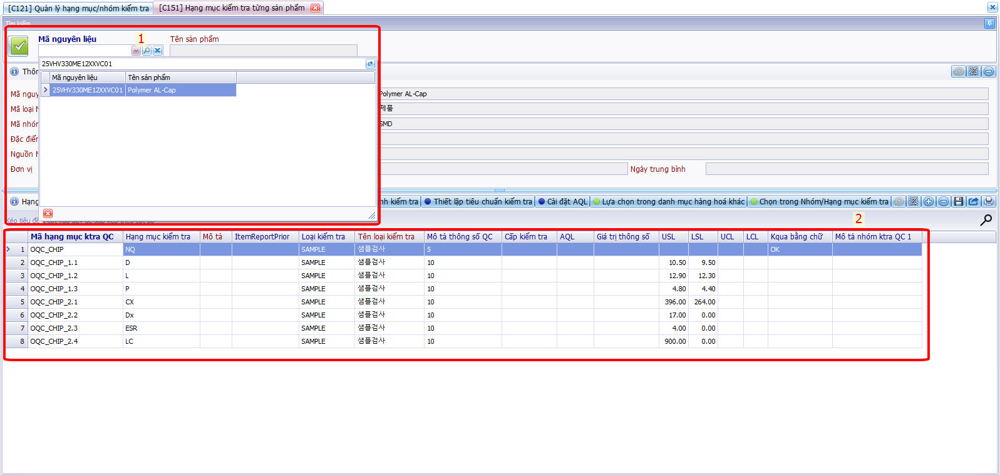 [C121] Quản lý hạng mục/nhóm kiểm tra [C151] Hạng mục kiểm tra từng sản phẩm
Tìm kiếm
Mã nguyên liệu 1 Tên sản phẩm
25VHV330ME12XXVC01
Mã nguyên liệu Tên sản phẩm
25VHV330ME12XXVC01 Polymer AL-Cap
Thôn
Mã nguy Polymer AL-Cap
Mã loại N 제품
Mã nhón SMD
Đặc điển
Nguồn N
Đơn vị Ngày trung bình
Hạng nh kiểm tra Thiết lập tiêu chuẩn kiểm tra Cài đặt AQL Lựa chọn trong danh mục hàng hoá khác Chọn trong Nhóm/Hạng mục kiểm tra
2
Mã hạng mục ktra QC Hạng mục kiểm tra Mô tả ItemReportPrior Loại kiểm tra Tên loại kiểm tra Mô tả thông số QC Cấp kiểm tra AQL Giá trị thông số USL LSL UCL LCL Kqua bằng chữ Mô tả nhóm ktra QC 1
1 OQC_CHIP NQ SAMPLE 샘플검사 5 OK
2 OQC_CHIP_1.1 D SAMPLE 샘플검사 10 10.50 9.50
3 OQC_CHIP_1.2 L SAMPLE 샘플검사 10 12.90 12.30
4 OQC_CHIP_1.3 P SAMPLE 샘플검사 10 4.80 4.40
5 OQC_CHIP_2.1 CX SAMPLE 샘플검사 10 396.00 264.00
6 OQC_CHIP_2.2 Dx SAMPLE 샘플검사 10 17.00 0.00
7 OQC_CHIP_2.3 ESR SAMPLE 샘플검사 10 4.00 0.00
8 OQC_CHIP_2.4 LC SAMPLE 샘플검사 10 900.00 0.00